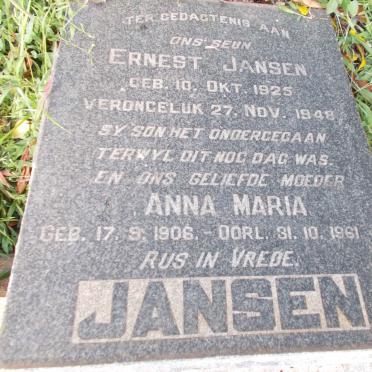 TER GEDAGTENIS AAN
ONS SEUN
ERNEST JANSEN
GEB. 10. OKT. 1925
VERONGELUK 27. NOV. 1948
SY SON HET ONDERGEGAAN
TERWYL DIT NOG DAG WAS.
EN ONS GELIEFDE MOEDER
ANNA MARIA
GEB. 17. 9. 1906. - OORL. 31. 10. 1961
RUS IN VREDE.
JANSEN